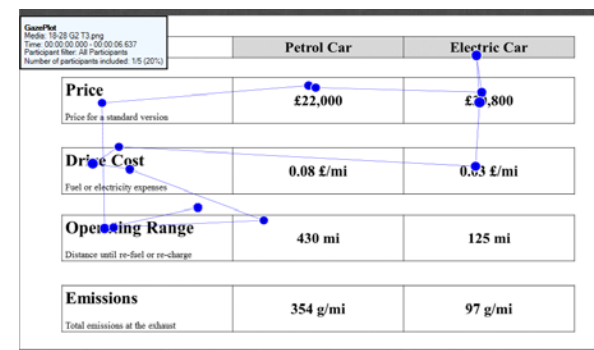 GazePlot
Media: 18-28 G2 T3.png
Time: 00:00:00.000 - 00:00:06.637
Participant filter: All Participants
Number of participants included: 1/5 (20%)
Petrol Car Electric Car
Price
Price for a standard version
£22,000
Drive Cost
Fuel or electricity expenses
0.08 £/mi 0.03 £/mi
Operating Range
Distance until re-fuel or re-charge
430 mi 125 mi
Emissions
Total emissions at the exhaust
354 g/mi 97 g/mi